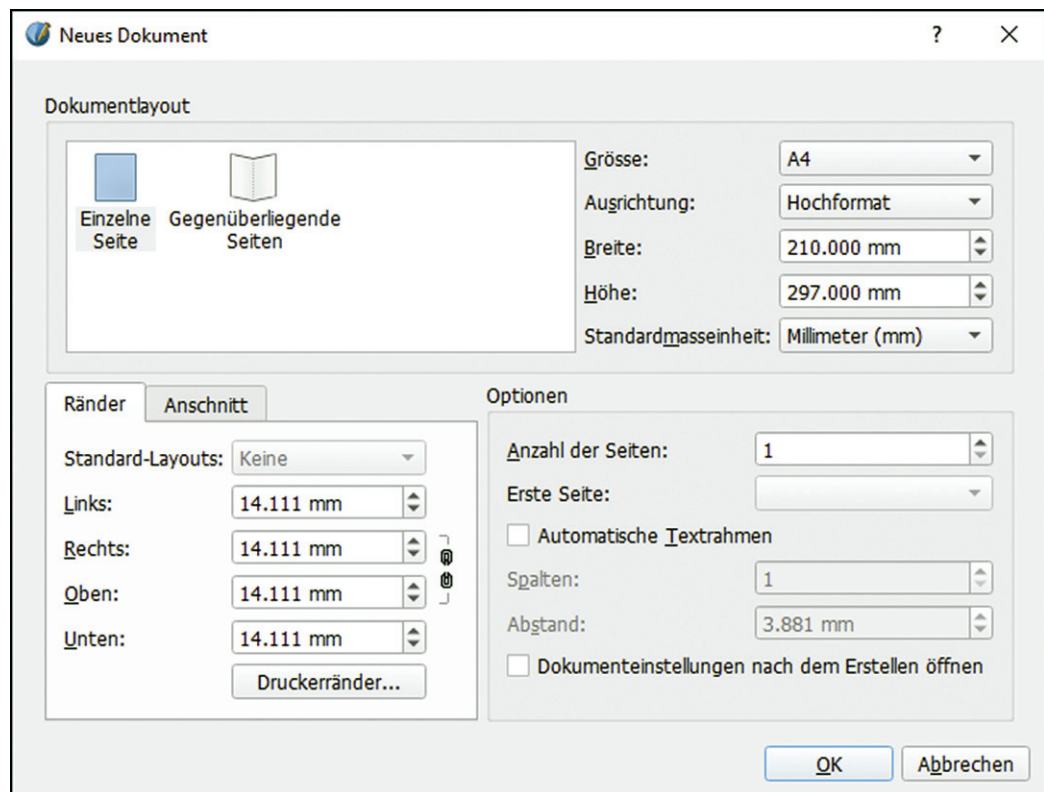 Neues Dokument
Dokumentlayout
Einzelne
Seite
Gegenüberliegende
Seiten
Grösse: A4
Ausrichtung: Hochformat
Breite: 210.000 mm
Höhe: 297.000 mm
Standardmasseinheit: Millimeter (mm)
Ränder Anschnitt
Standard-Layouts: Keine
Links: 14.111 mm
Rechts: 14.111 mm
Oben: 14.111 mm
Unten: 14.111 mm
Druckerränder...
Optionen
Anzahl der Seiten: 1
Erste Seite:
Automatische Textrahmen
Spalten: 1
Abstand: 3.881 mm
Dokumenteinstellungen nach dem Erstellen öffnen
OK Abbrechen